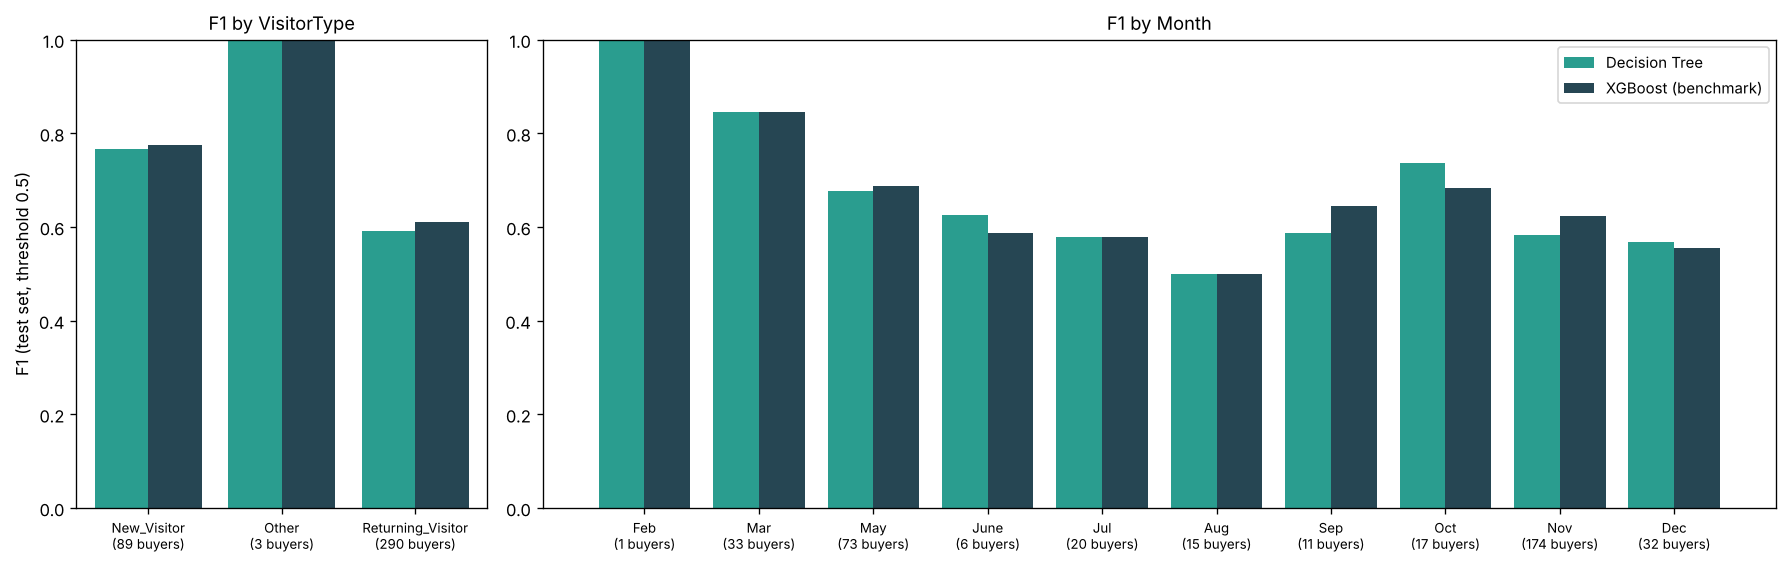 F1 by VisitorType
F1 (test set, threshold 0.5)
1.0
0.8
0.6
0.4
0.2
0.0
New_Visitor
(89 buyers)
Other
(3 buyers)
Returning_Visitor
(290 buyers)
F1 by Month
Decision Tree
XGBoost (benchmark)
1.0
0.8
0.6
0.4
0.2
0.0
Feb
(1 buyers)
Mar
(33 buyers)
May
(73 buyers)
June
(6 buyers)
Jul
(20 buyers)
Aug
(15 buyers)
Sep
(11 buyers)
Oct
(17 buyers)
Nov
(174 buyers)
Dec
(32 buyers)